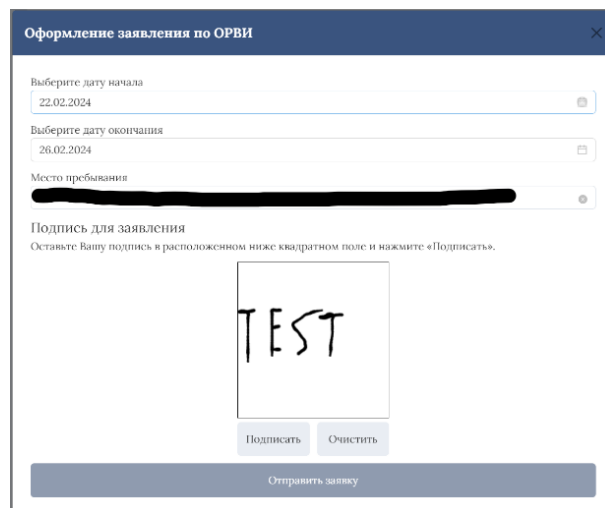 Оформление заявления по ОРВИ
Выберите дату начала
22.02.2024
Выберите дату окончания
26.02.2024
Место пребывания
Подпись для заявления
Оставьте Вашу подпись в расположенном ниже квадратном поле и нажмите «Подписать».
TEST
Подписать Очистить
Отправить заявку